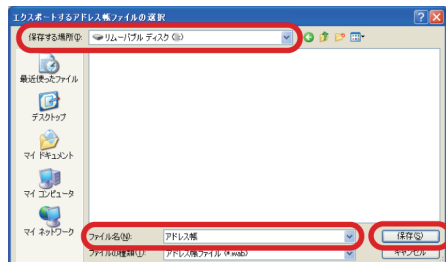 エクスポートするアドレス帳ファイルの選択
保存する場所(I):
リムーバブル ディスク (E:)
最近使ったファイル
デスクトップ
マイ ドキュメント
マイ コンピュータ
マイ ネットワーク
ファイル名(N):
アドレス帳
保存(S)
ファイルの種類(T):
アドレス帳ファイル (*.wab)
キャンセル